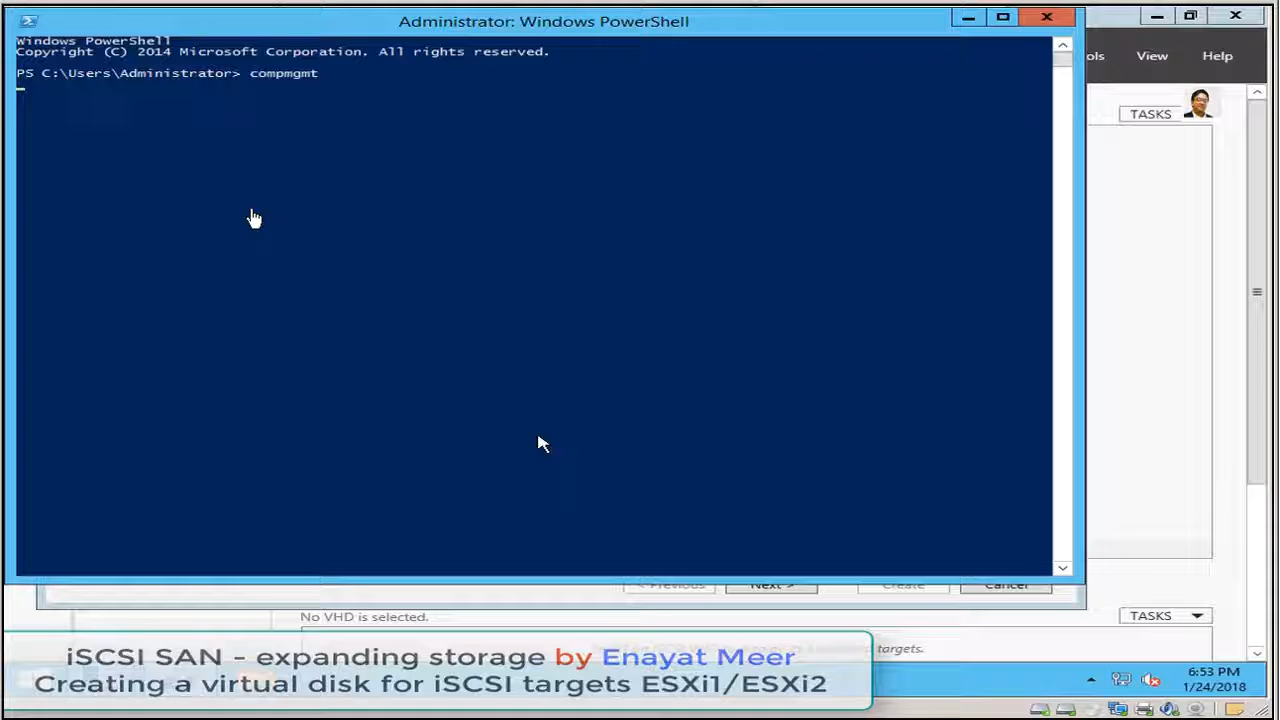 Administrator: Windows PowerShell
Windows PowerShell
Copyright (C) 2014 Microsoft Corporation. All rights reserved.
PS C:\Users\Administrator> compmgmt
ols View Help
TASKS
< Previous Next > Create Cancel
No VHD is selected.
TASKS
targets.
iSCSI SAN - expanding storage by Enayat Meer
Creating a virtual disk for iSCSI targets ESXi1/ESXi2
6:53 PM
1/24/2018